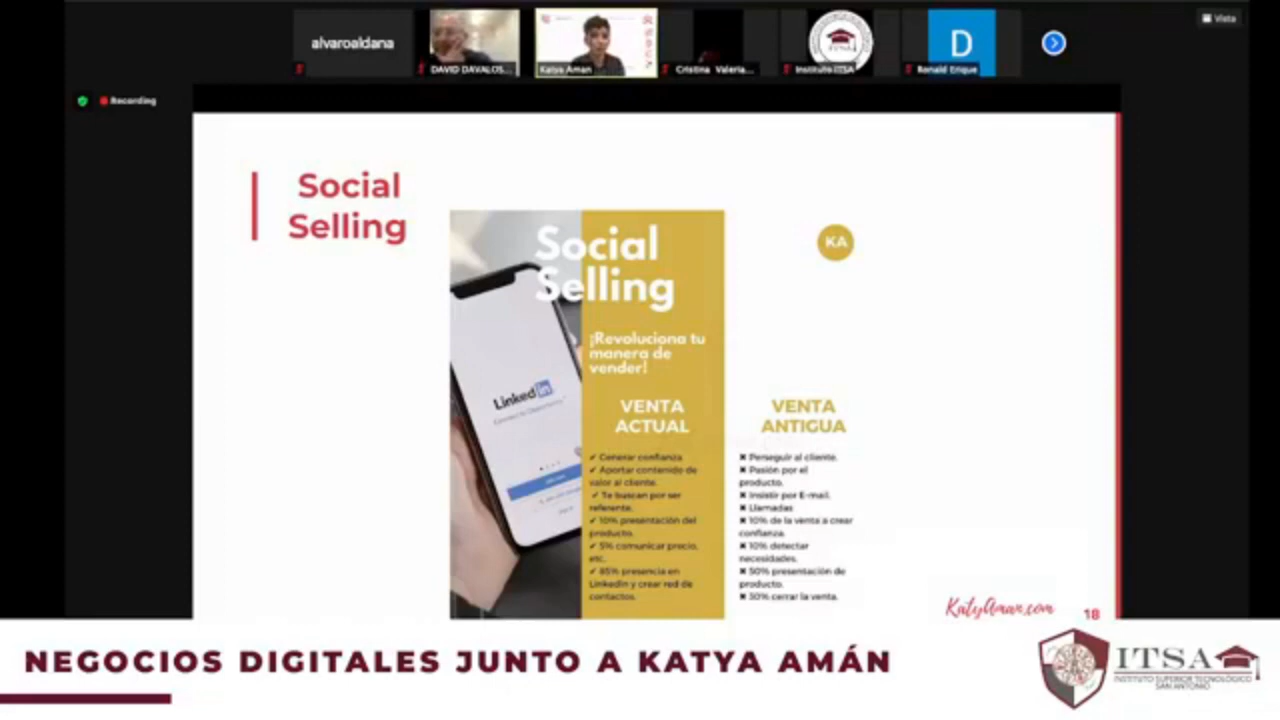 Vista
alvaroaldana
DAVID DAVALOS...
Katya Aman
Cristina Valeria...
Instituto ITSA
Ronald Erique
D
Recording
Social
Selling
Social
Selling
KA
¡Revoluciona tu
manera de
vender!
LinkedIn
VENTA
ACTUAL
✔ Generar confianza.
✔ Aportar contenido de
valor al cliente.
✔ Te buscan por ser
referente.
✔ 10% presentación del
producto.
✔ 5% comunicar precio,
etc.
✔ 85% presencia en
LinkedIn y crear red de
contactos.
VENTA
ANTIGUA
✖ Perseguir al cliente.
✖ Pasión por el
producto.
✖ Insistir por E-mail.
✖ Llamadas
✖ 10% de la venta a crear
confianza.
✖ 10% detectar
necesidades.
✖ 50% presentación de
producto.
✖ 30% cerrar la venta.
KatyAman.com
18
NEGOCIOS DIGITALES JUNTO A KATYA AMÁN
ITSA
INSTITUTO SUPERIOR TECNOLÓGICO
SAN ANTONIO